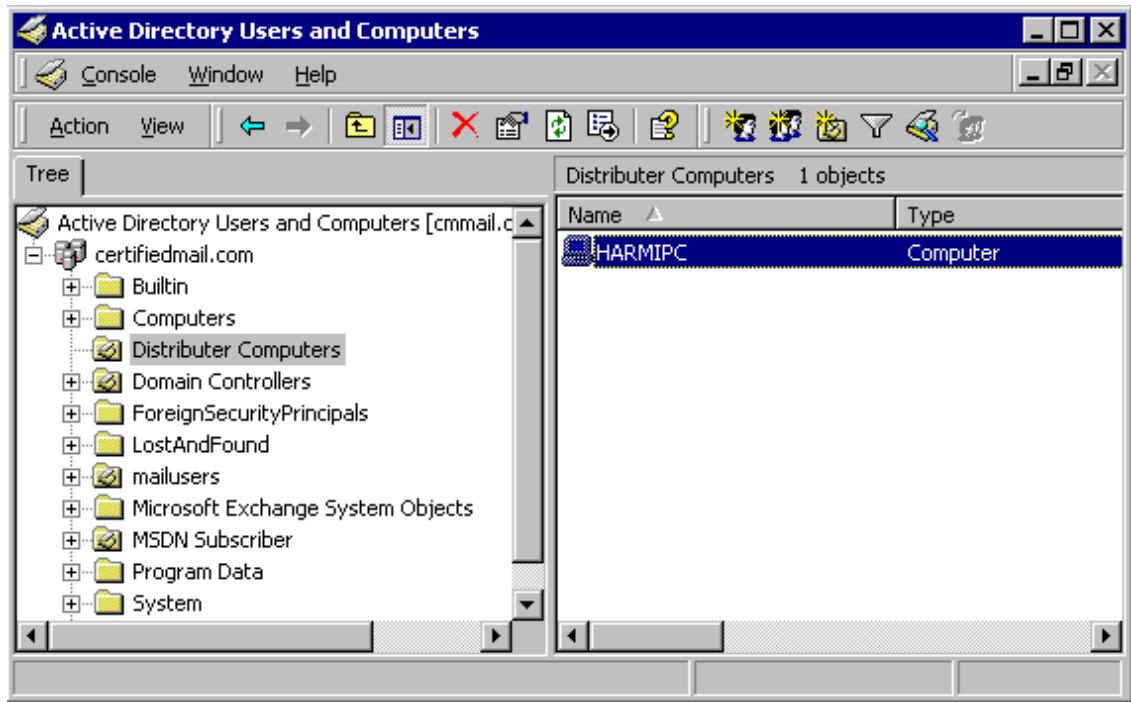 Active Directory Users and Computers
Console Window Help
Action View
Tree
Distributer Computers 1 objects
Active Directory Users and Computers [cmmail.c
certifiedmail.com
Builtin
Computers
Distributer Computers
Domain Controllers
ForeignSecurityPrincipals
LostAndFound
mailusers
Microsoft Exchange System Objects
MSDN Subscriber
Program Data
System
Name Type
HARMIPC Computer